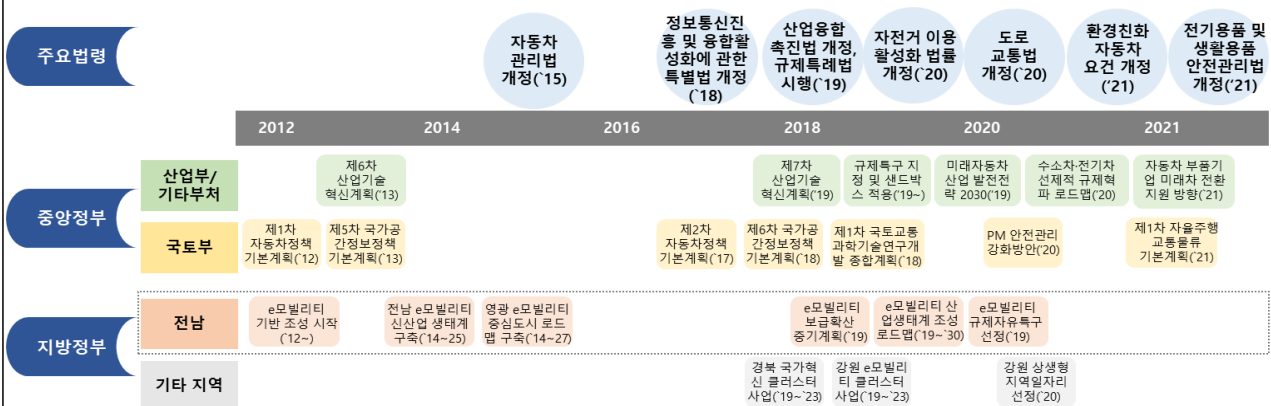 주요법령
자동차
관리법
개정(`15)
정보통신진
흥 및 융합활
성화에 관한
특별법 개정
(`18)
산업융합
촉진법 개정,
규제특례법
시행(`19)
자전거 이용
활성화 법률
개정(`20)
도로
교통법
개정(`20)
환경친화
자동차
요건 개정
('21)
전기용품 및
생활용품
안전관리법
개정('21)
2012
2014
2016
2018
2020
2021
중앙정부
산업부/
기타부처
제6차
산업기술
혁신계획('13)
제7차
산업기술
혁신계획('19)
규제특구 지
정 및 샌드박
스 적용('19~)
미래자동차
산업 발전전
략 2030('19)
수소차·전기차
선제적 규제혁
파 로드맵('20)
자동차 부품기
업 미래차 전환
지원 방향('21)
국토부
제1차
자동차정책
기본계획('12)
제5차 국가공
간정보정책
기본계획('13)
제2차
자동차정책
기본계획('17)
제6차 국가공
간정보정책
기본계획('18)
제1차 국토교통
과학기술연구개
발 종합계획('18)
PM 안전관리
강화방안('20)
제1차 자율주행
교통물류
기본계획('21)
지방정부
전남
e모빌리티
기반 조성 시작
('12~)
전남 e모빌리티
신산업 생태계
구축(`14~25)
영광 e모빌리티
중심도시 로드
맵 구축(`14~27)
e모빌리티
보급확산
중기계획(`19)
e모빌리티 산
업생태계 조성
로드맵(`19~`30)
e모빌리티
규제자유특구
선정(`19)
기타 지역
경북 국가혁
신 클러스터
사업(`19~`23)
강원 e모빌리
티 클러스터
사업(`19~`23)
강원 상생형
지역일자리
선정(`20)